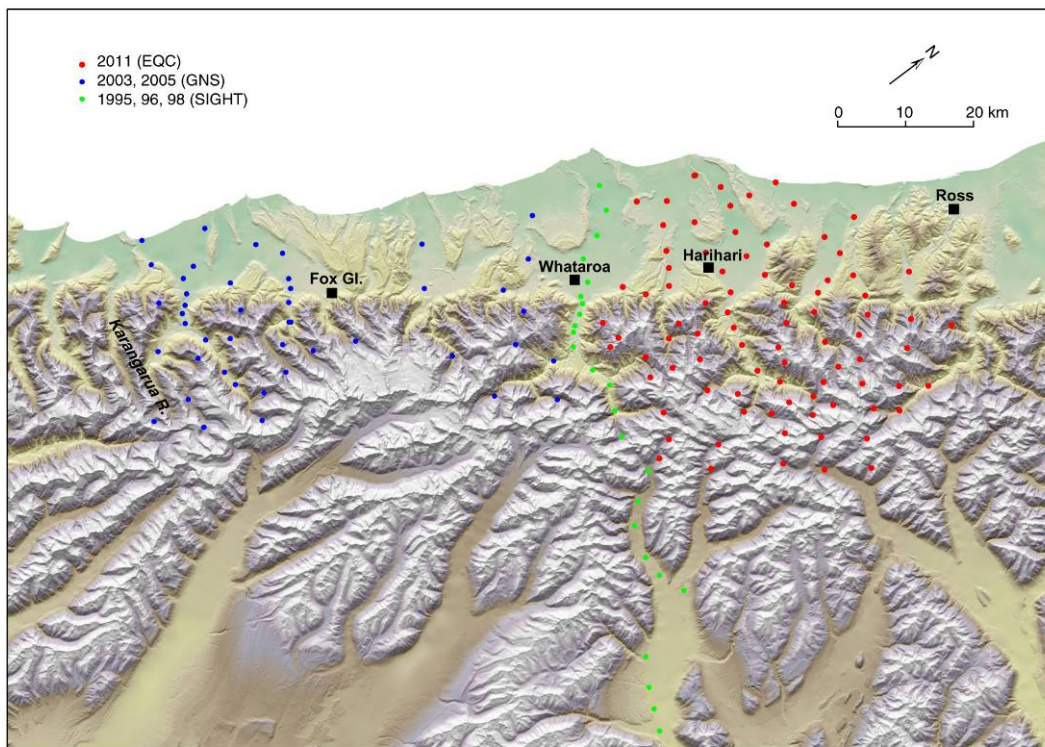 2011 (EQC)
2003, 2005 (GNS)
1995, 96, 98 (SIGHT)
N
0 10 20 km
Ross
Harihari
Whataroa
Fox Gl.
Karangarua R.